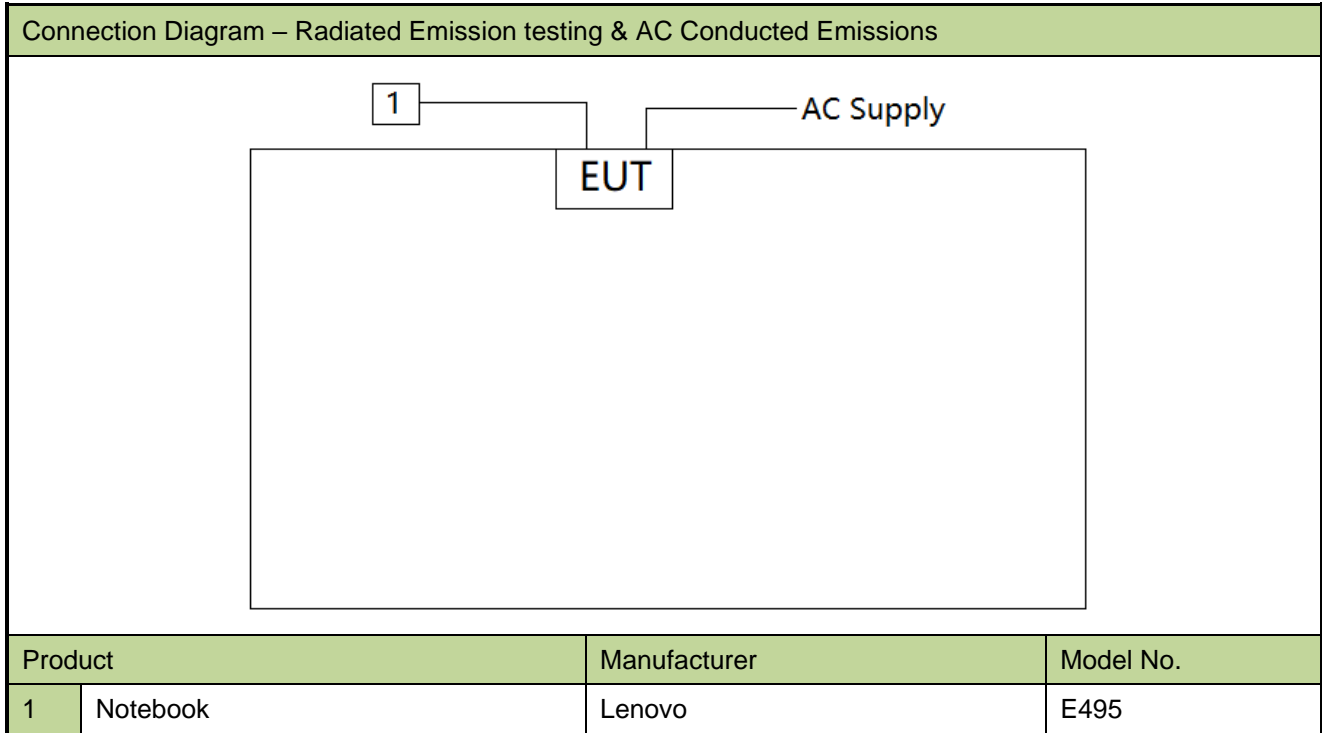 Connection Diagram – Radiated Emission testing & AC Conducted Emissions
1
AC Supply
EUT
Product Manufacturer Model No.
1 Notebook Lenovo E495